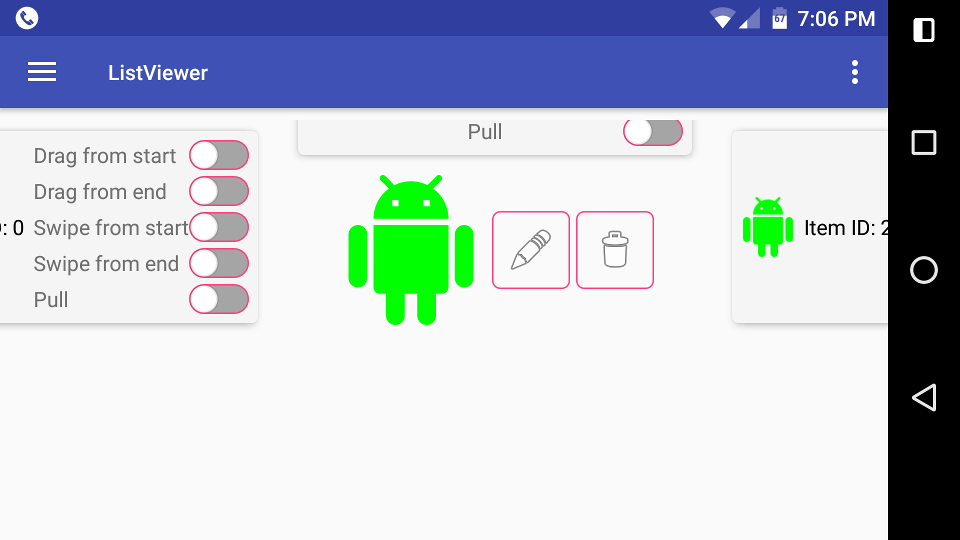 7:06 PM
67
ListViewer
Pull
Drag from start
Drag from end
: 0 Swipe from start
Swipe from end
Pull
Item ID: 2